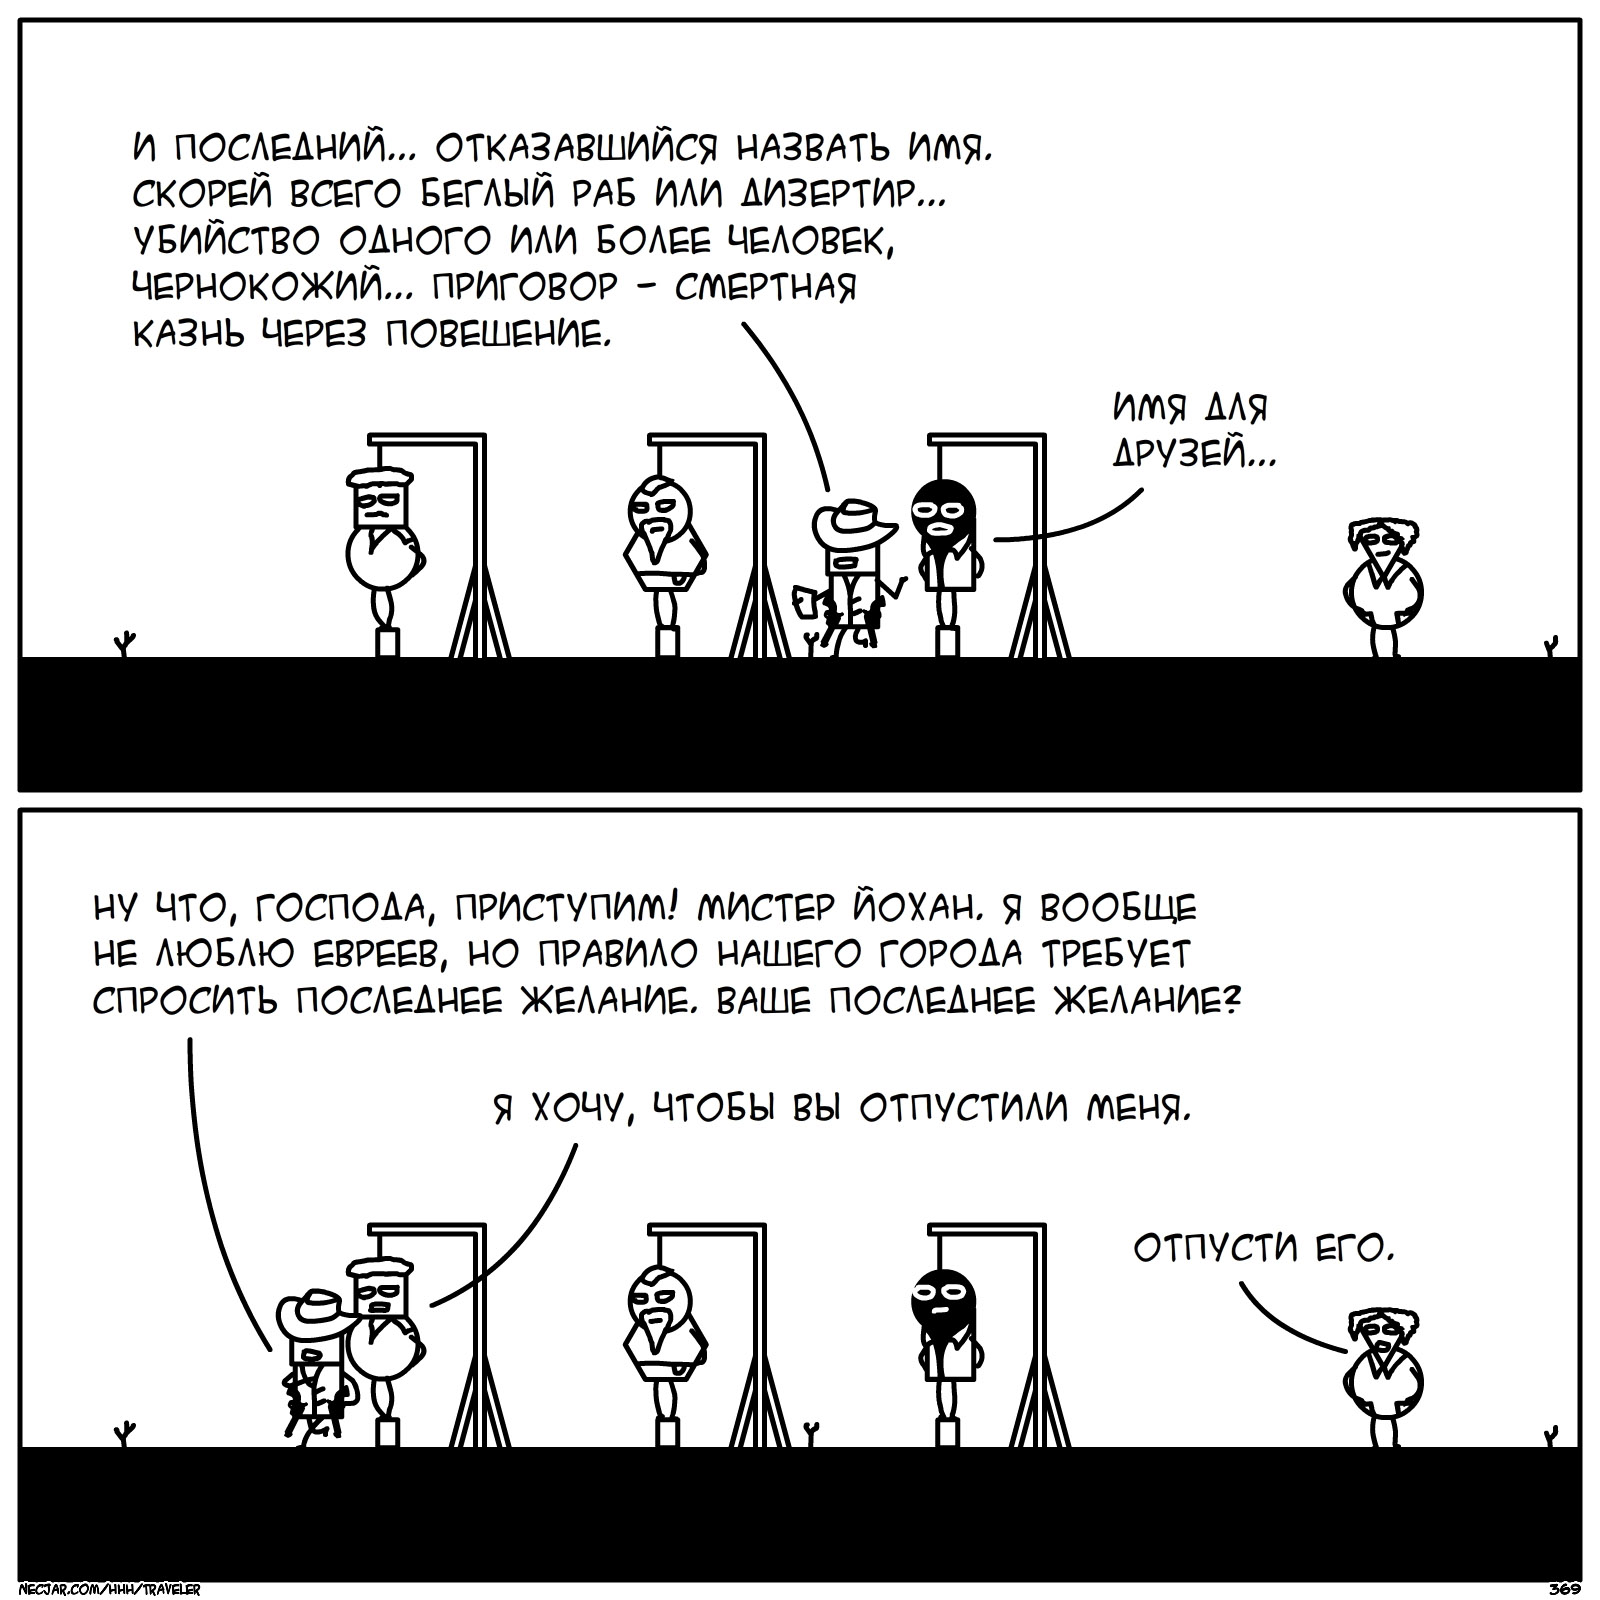 И ПОСЛЕДНИЙ... ОТКАЗАВШИЙСЯ НАЗВАТЬ ИМЯ.
СКОРЕЙ ВСЕГО БЕГЛЫЙ РАБ ИЛИ ДИЗЕРТИР...
УБИЙСТВО ОДНОГО ИЛИ БОЛЕЕ ЧЕЛОВЕК,
ЧЕРНОКОЖИЙ... ПРИГОВОР - СМЕРТНАЯ
КАЗНЬ ЧЕРЕЗ ПОВЕШЕНИЕ.
ИМЯ ДЛЯ
ДРУЗЕЙ...
НУ ЧТО, ГОСПОДА, ПРИСТУПИМ! МИСТЕР ЙОХАН. Я ВООБЩЕ
НЕ ЛЮБЛЮ ЕВРЕЕВ, НО ПРАВИЛО НАШЕГО ГОРОДА ТРЕБУЕТ
СПРОСИТЬ ПОСЛЕДНЕЕ ЖЕЛАНИЕ. ВАШЕ ПОСЛЕДНЕЕ ЖЕЛАНИЕ?
Я ХОЧУ, ЧТОБЫ ВЫ ОТПУСТИЛИ МЕНЯ.
ОТПУСТИ ЕГО.
NECJAR.COM/HHH/TRAVELER
369